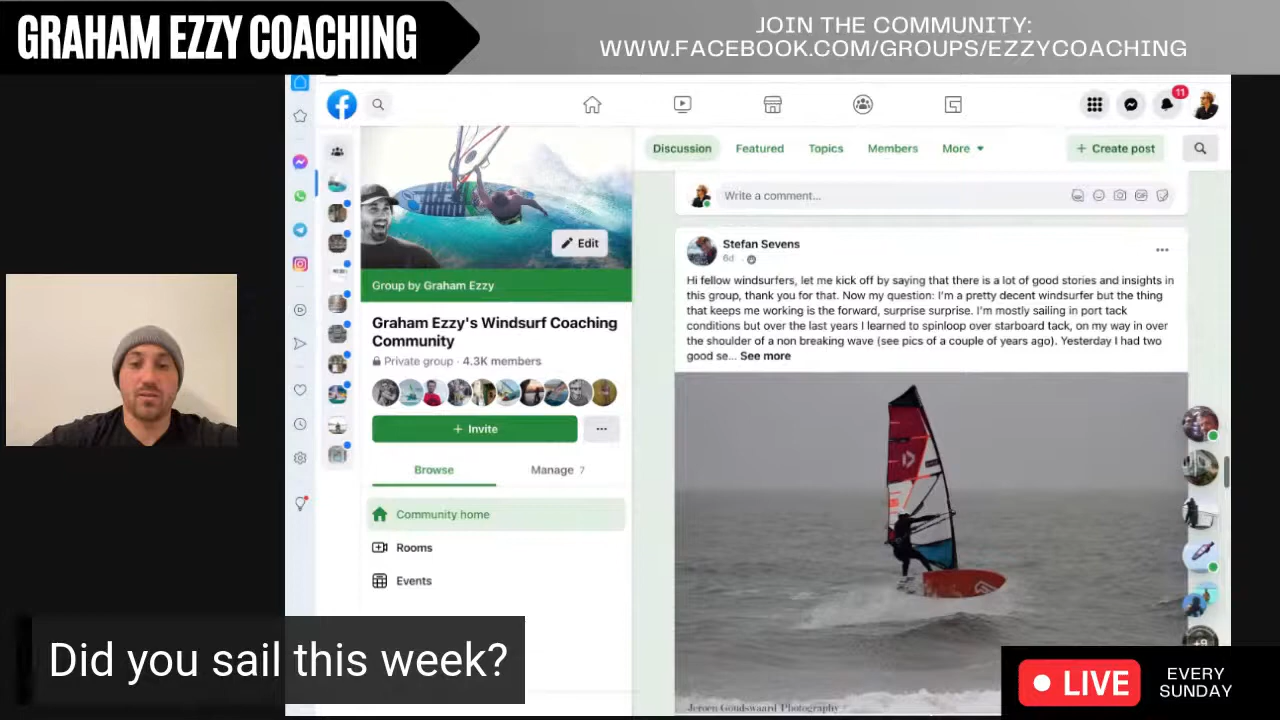 GRAHAM EZZY COACHING
JOIN THE COMMUNITY:
WWW.FACEBOOK.COM/GROUPS/EZZYCOACHING
11
Discussion
Featured
Topics
Members
More
+ Create post
Write a comment...
Edit
Group by Graham Ezzy
Graham Ezzy's Windsurf Coaching
Community
Private group · 4.3K members
+ Invite
...
Browse
Manage 7
Community home
Rooms
Events
Stefan Sevens
6d ·
Hi fellow windsurfers, let me kick off by saying that there is a lot of good stories and insights in
this group, thank you for that. Now my question: I'm a pretty decent windsurfer but the thing
that keeps me working is the forward, surprise surprise. I'm mostly sailing in port tack
conditions but over the last years I learned to spinloop over starboard tack, on my way in over
the shoulder of a non breaking wave (see pics of a couple of years ago). Yesterday I had two
good se... See more
Jeroen Goudswaard Photography
+9
Did you sail this week?
LIVE
EVERY
SUNDAY